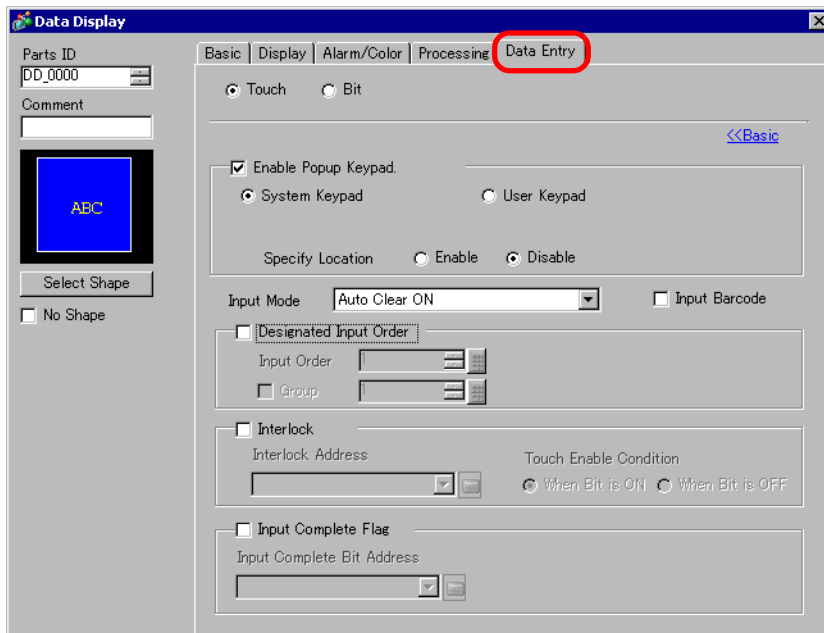 Data Display
Parts ID
DD_0000
Comment
ABC
Select Shape
No Shape
Basic Display Alarm/Color Processing Data Entry
Touch Bit
<<Basic
Enable Popup Keypad.
System Keypad User Keypad
Specify Location Enable Disable
Input Mode Auto Clear ON Input Barcode
Designated Input Order
Input Order 1
Group 1
Interlock
Interlock Address Touch Enable Condition
When Bit is ON When Bit is OFF
Input Complete Flag
Input Complete Bit Address